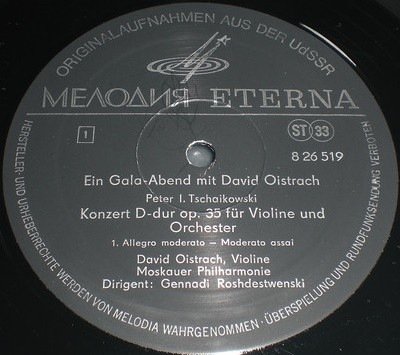 ORIGINALAUFNAHMEN AUS DER UdSSR
МЕЛОДИЯ ETERNA
1
ST 33
8 26 519
Ein Gala-Abend mit David Oistrach
Peter I. Tschaikowski
Konzert D-dur op. 35 für Violine und
Orchester
1. Allegro moderato – Moderato assai
David Oistrach, Violine
Moskauer Philharmonie
Dirigent: Gennadi Roshdestwenski
HERSTELLER- UND URHEBERRECHTE WERDEN VON MELODIA WAHRGENOMMEN · ÜBERSPIELUNG UND RUNDFUNKSENDUNG VERBOTEN